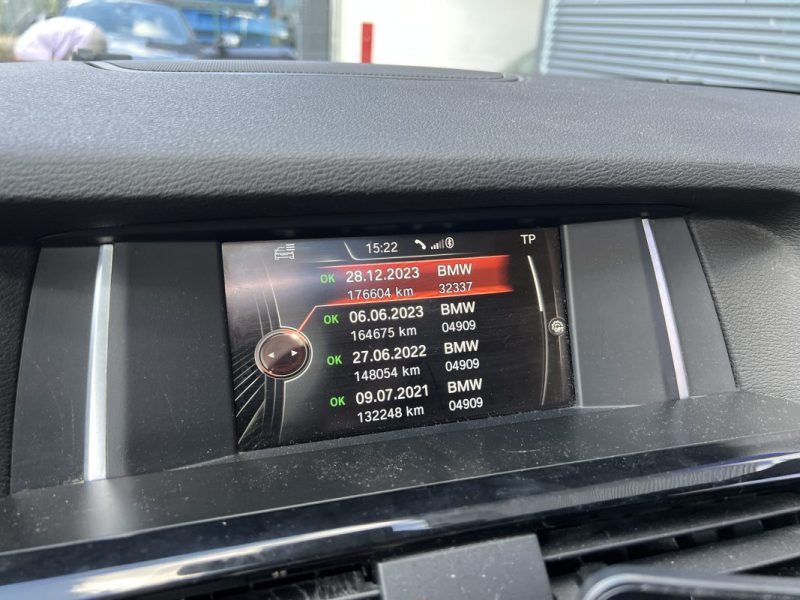 15:22 TP
OK 28.12.2023 BMW
176604 km 32337
OK 06.06.2023 BMW
164675 km 04909
OK 27.06.2022 BMW
148054 km 04909
OK 09.07.2021 BMW
132248 km 04909